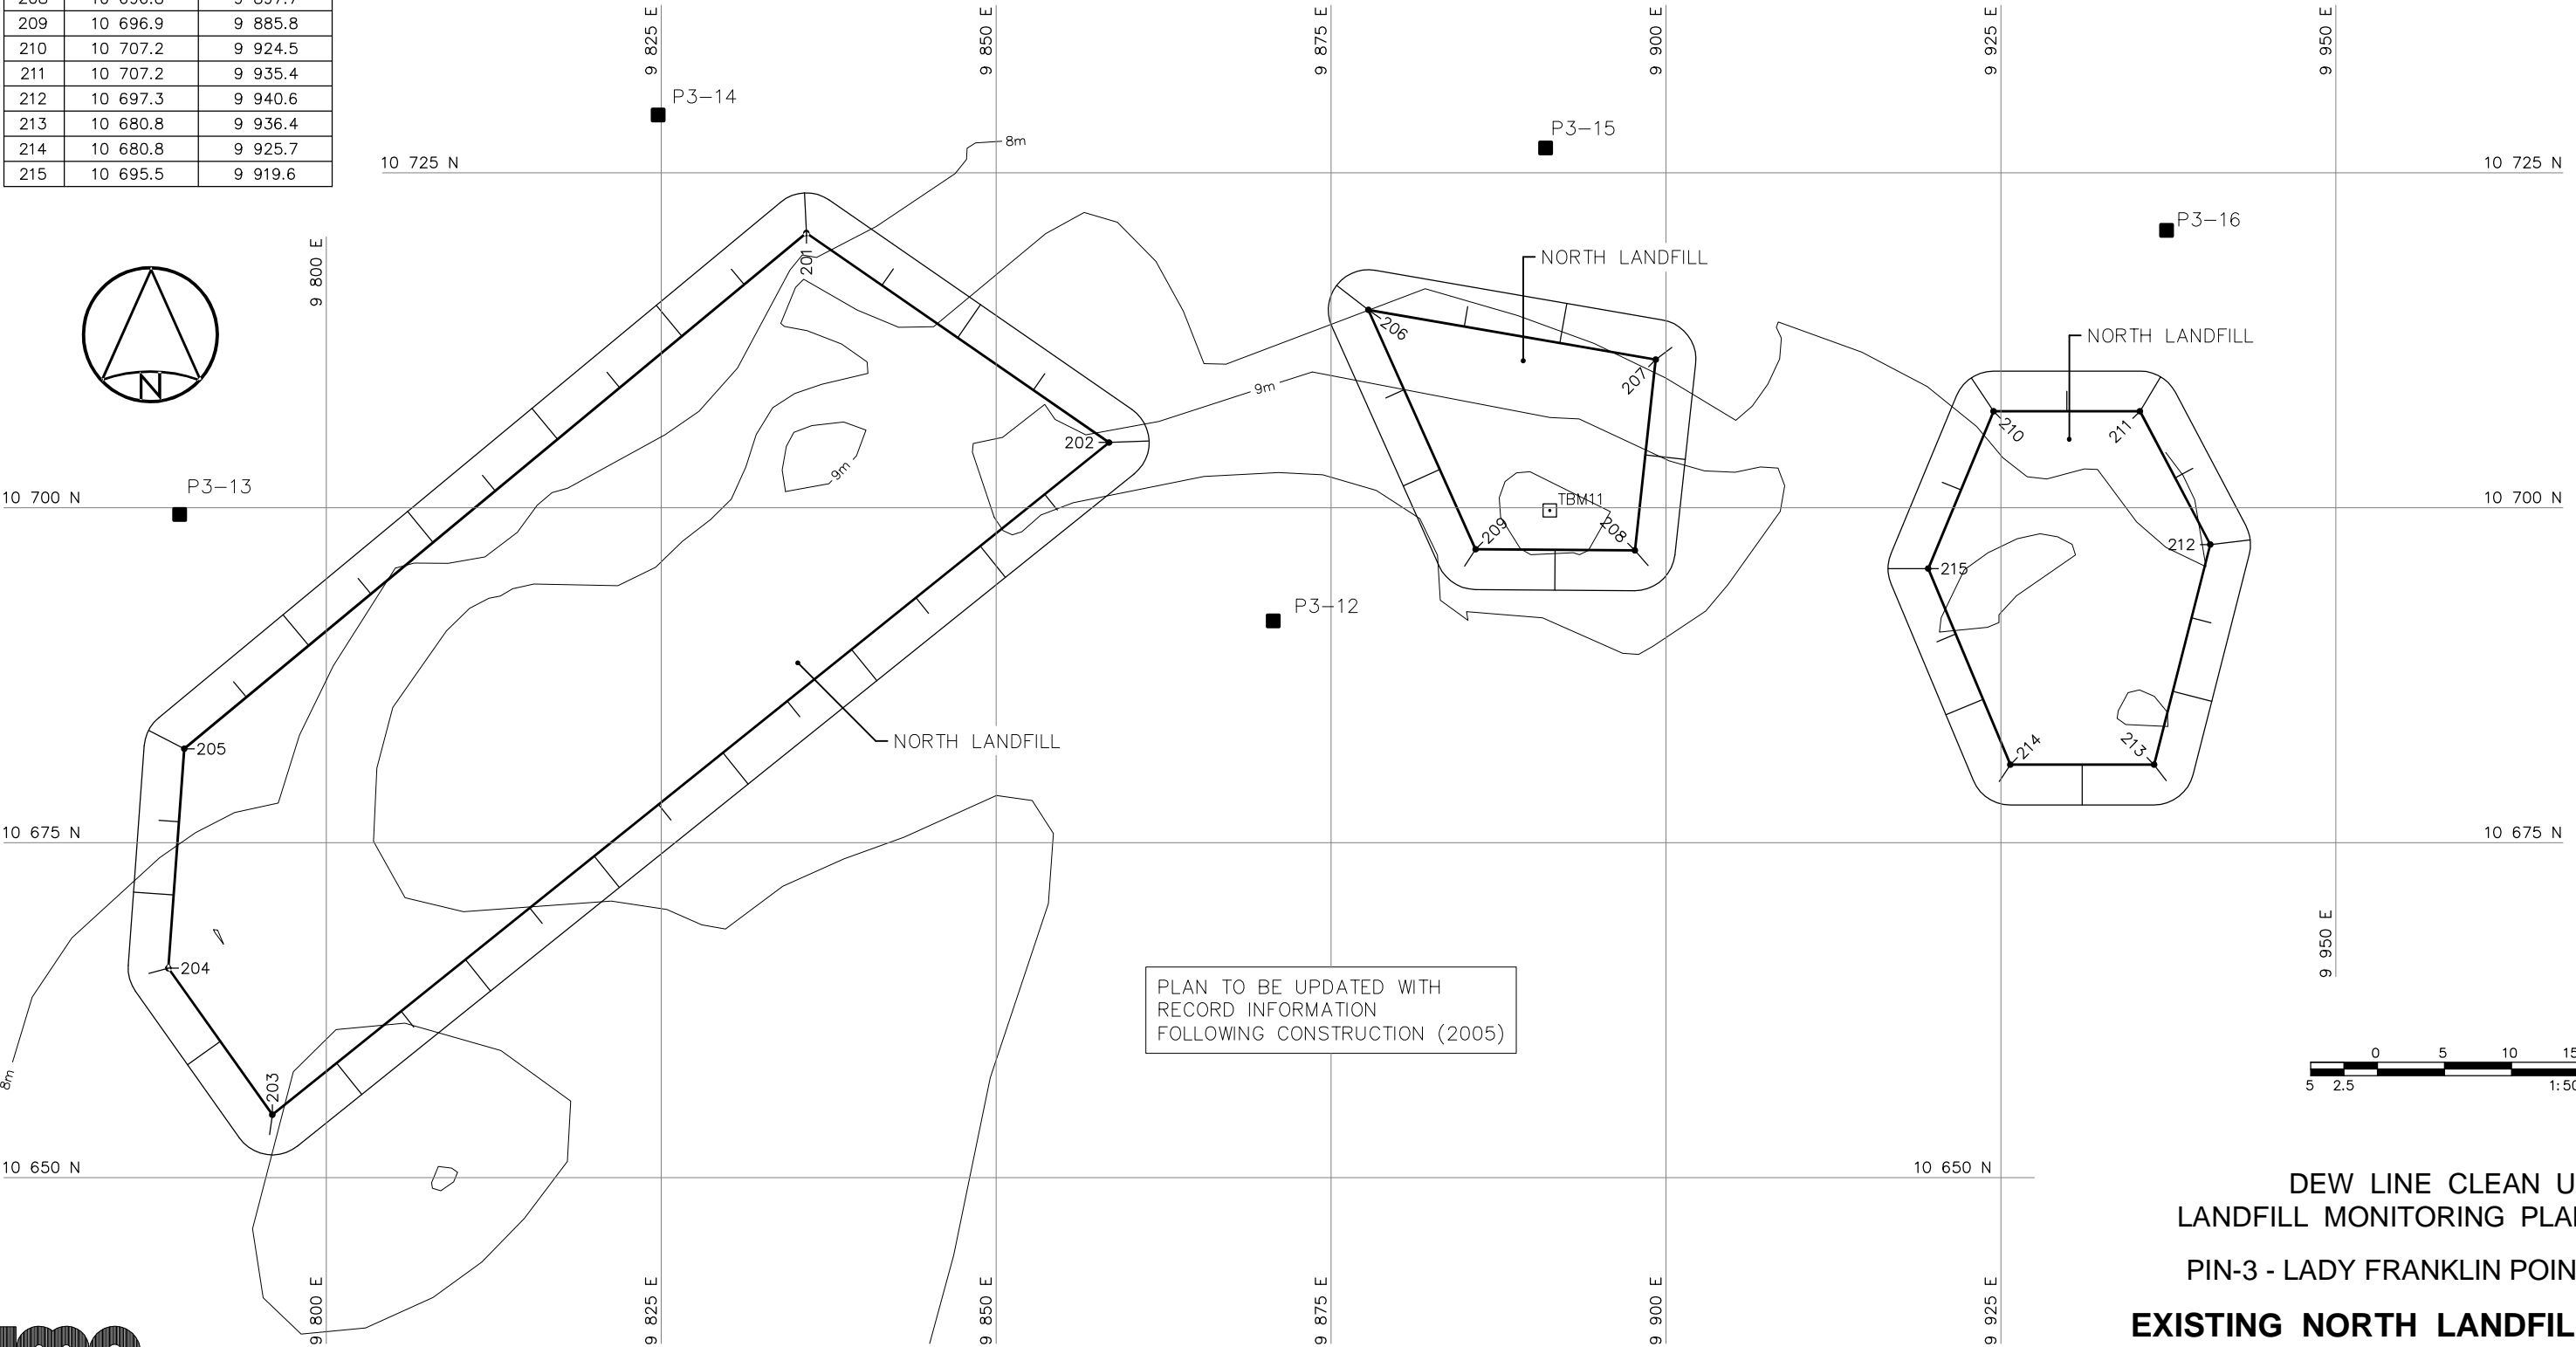 209 10 696.9 9 885.8
210 10 707.2 9 924.5
211 10 707.2 9 935.4
212 10 697.3 9 940.6
213 10 680.8 9 936.4
214 10 680.8 9 925.7
215 10 695.5 9 919.6
9 825 E
9 850 E
9 875 E
9 900 E
9 925 E
9 950 E
P3-14
8m
P3-15
10 725 N
10 725 N
P3-16
9 800 E
201
NORTH LANDFILL
206
207
NORTH LANDFILL
N
9m
210
211
202
9m
P3-13
10 700 N
TBM11
10 700 N
209
208
212
215
P3-12
205
NORTH LANDFILL
214
213
10 675 N
10 675 N
204
9 950 E
PLAN TO BE UPDATED WITH
RECORD INFORMATION
FOLLOWING CONSTRUCTION (2005)
8m
203
0 5 10 15
5 2.5 1:50
10 650 N
10 650 N
DEW LINE CLEAN U
LANDFILL MONITORING PLA
PIN-3 - LADY FRANKLIN POIN
EXISTING NORTH LANDFIL
9 800 E
9 825 E
9 850 E
9 875 E
9 900 E
9 925 E